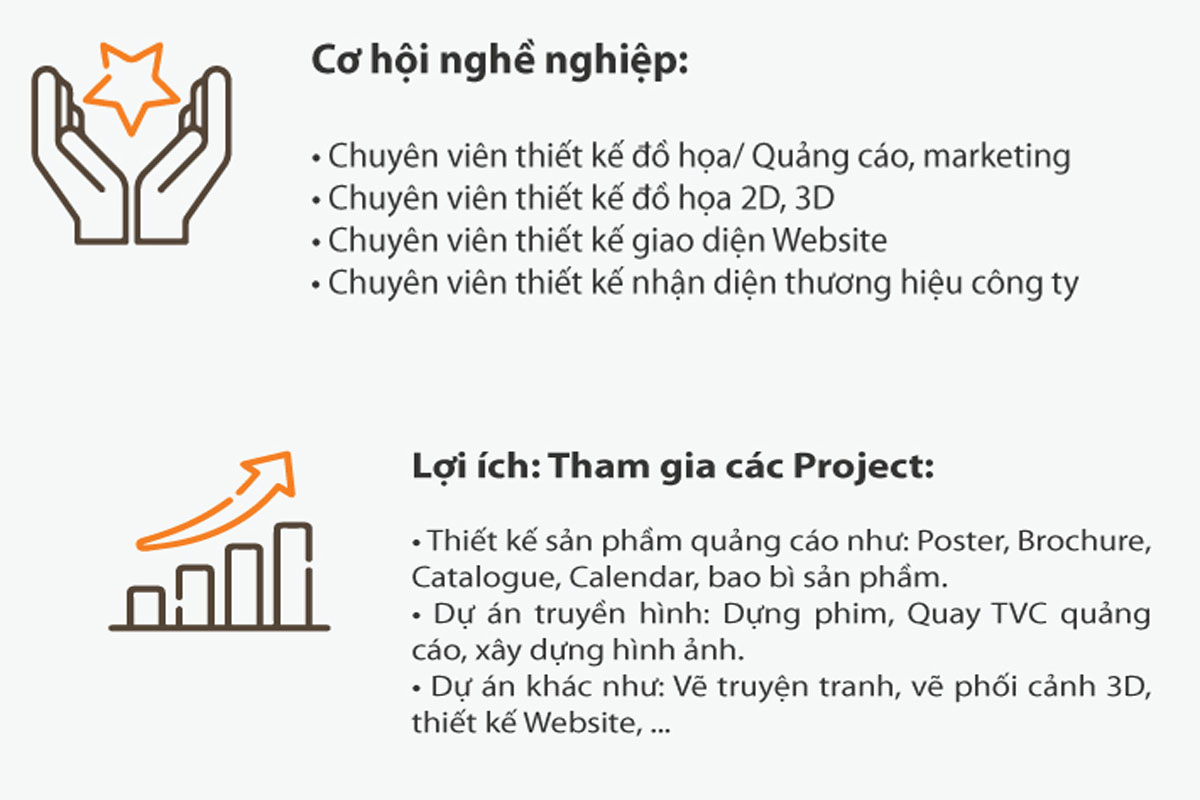 Cơ hội nghề nghiệp:
• Chuyên viên thiết kế đồ họa/ Quảng cáo, marketing
• Chuyên viên thiết kế đồ họa 2D, 3D
• Chuyên viên thiết kế giao diện Website
• Chuyên viên thiết kế nhận diện thương hiệu công ty
Lợi ích: Tham gia các Project:
• Thiết kế sản phầm quảng cáo như: Poster, Brochure,
Catalogue, Calendar, bao bì sản phầm.
• Dự án truyền hình: Dựng phim, Quay TVC quảng
cáo, xây dựng hình ảnh.
• Dự án khác như: Vẽ truyện tranh, vẽ phối cảnh 3D,
thiết kế Website, ...